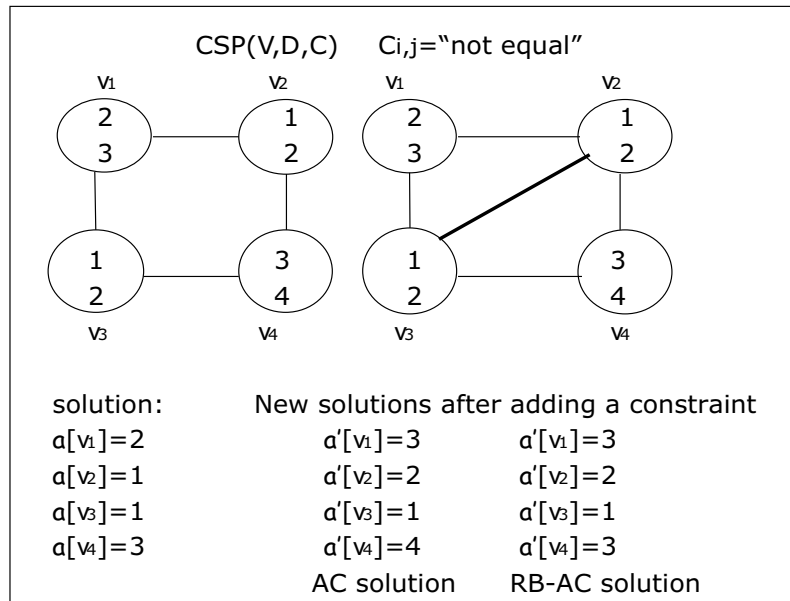 CSP(V,D,C) Ci,j=“not equal”
v1 v2 v1 v2
2 1 2 1
3 2 3 2
1 3 1 3
2 4 2 4
v3 v4 v3 v4
solution: New solutions after adding a constraint
a[v1]=2 a'[v1]=3 a'[v1]=3
a[v2]=1 a'[v2]=2 a'[v2]=2
a[v3]=1 a'[v3]=1 a'[v3]=1
a[v4]=3 a'[v4]=4 a'[v4]=3
AC solution RB-AC solution